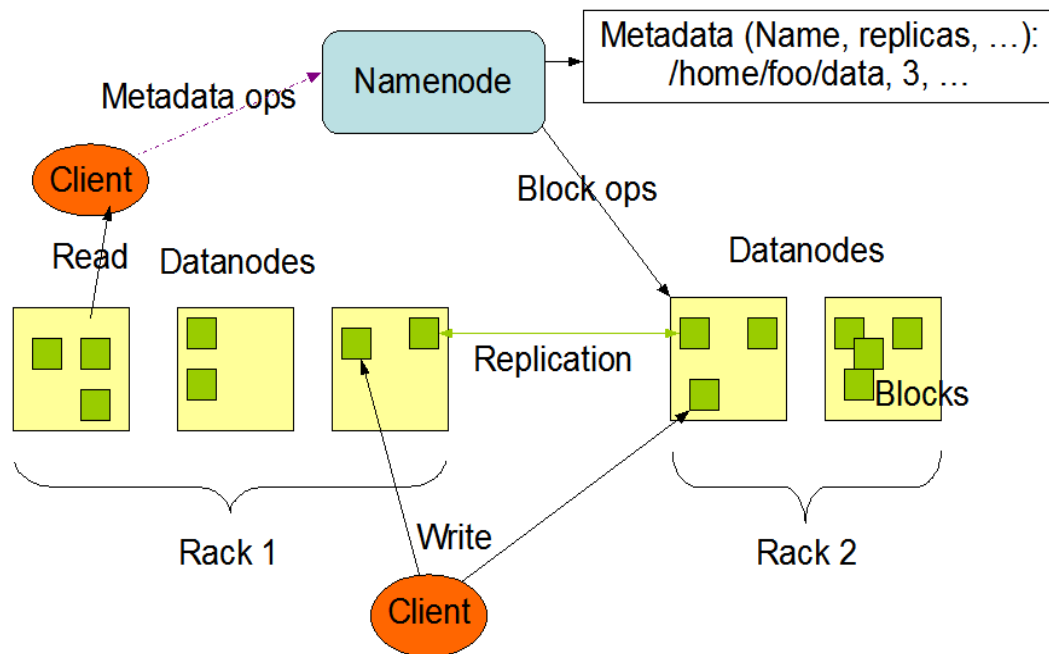 Metadata (Name, replicas, …):
/home/foo/data, 3, …
Namenode
Metadata ops
Client
Block ops
Read
Datanodes
Datanodes
Replication
Blocks
Write
Rack 1
Rack 2
Client